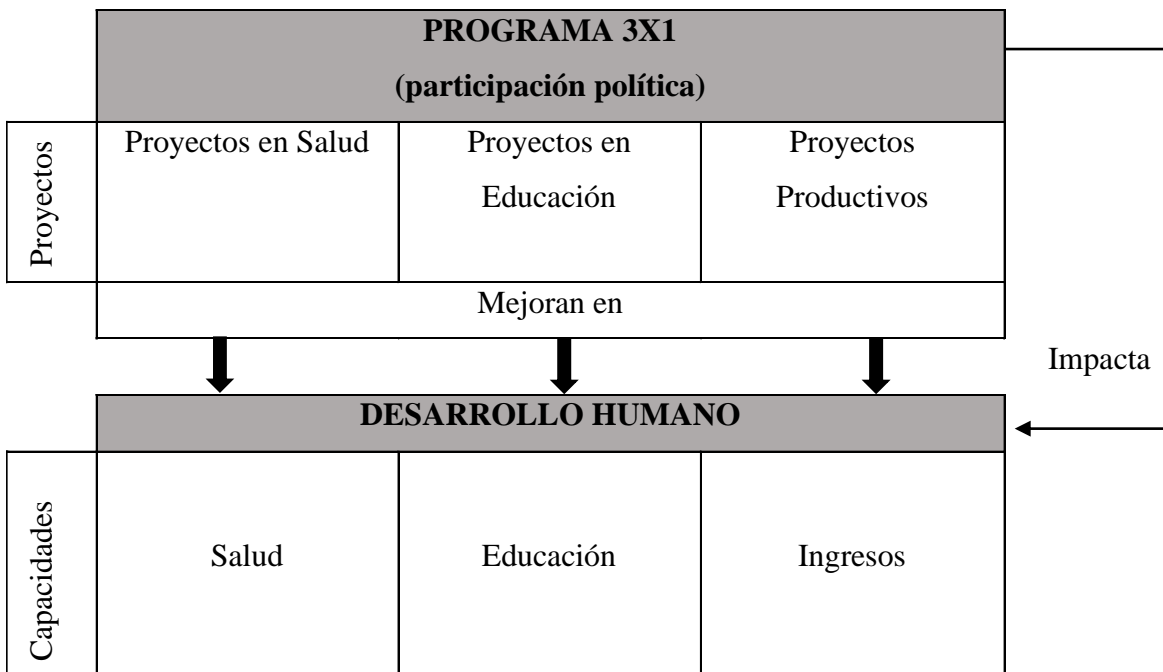 PROGRAMA 3X1
(participación política)
Proyectos
Proyectos en Salud
Proyectos en
Educación
Proyectos
Productivos
Mejoran en
Impacta
DESARROLLO HUMANO
Capacidades
Salud
Educación
Ingresos